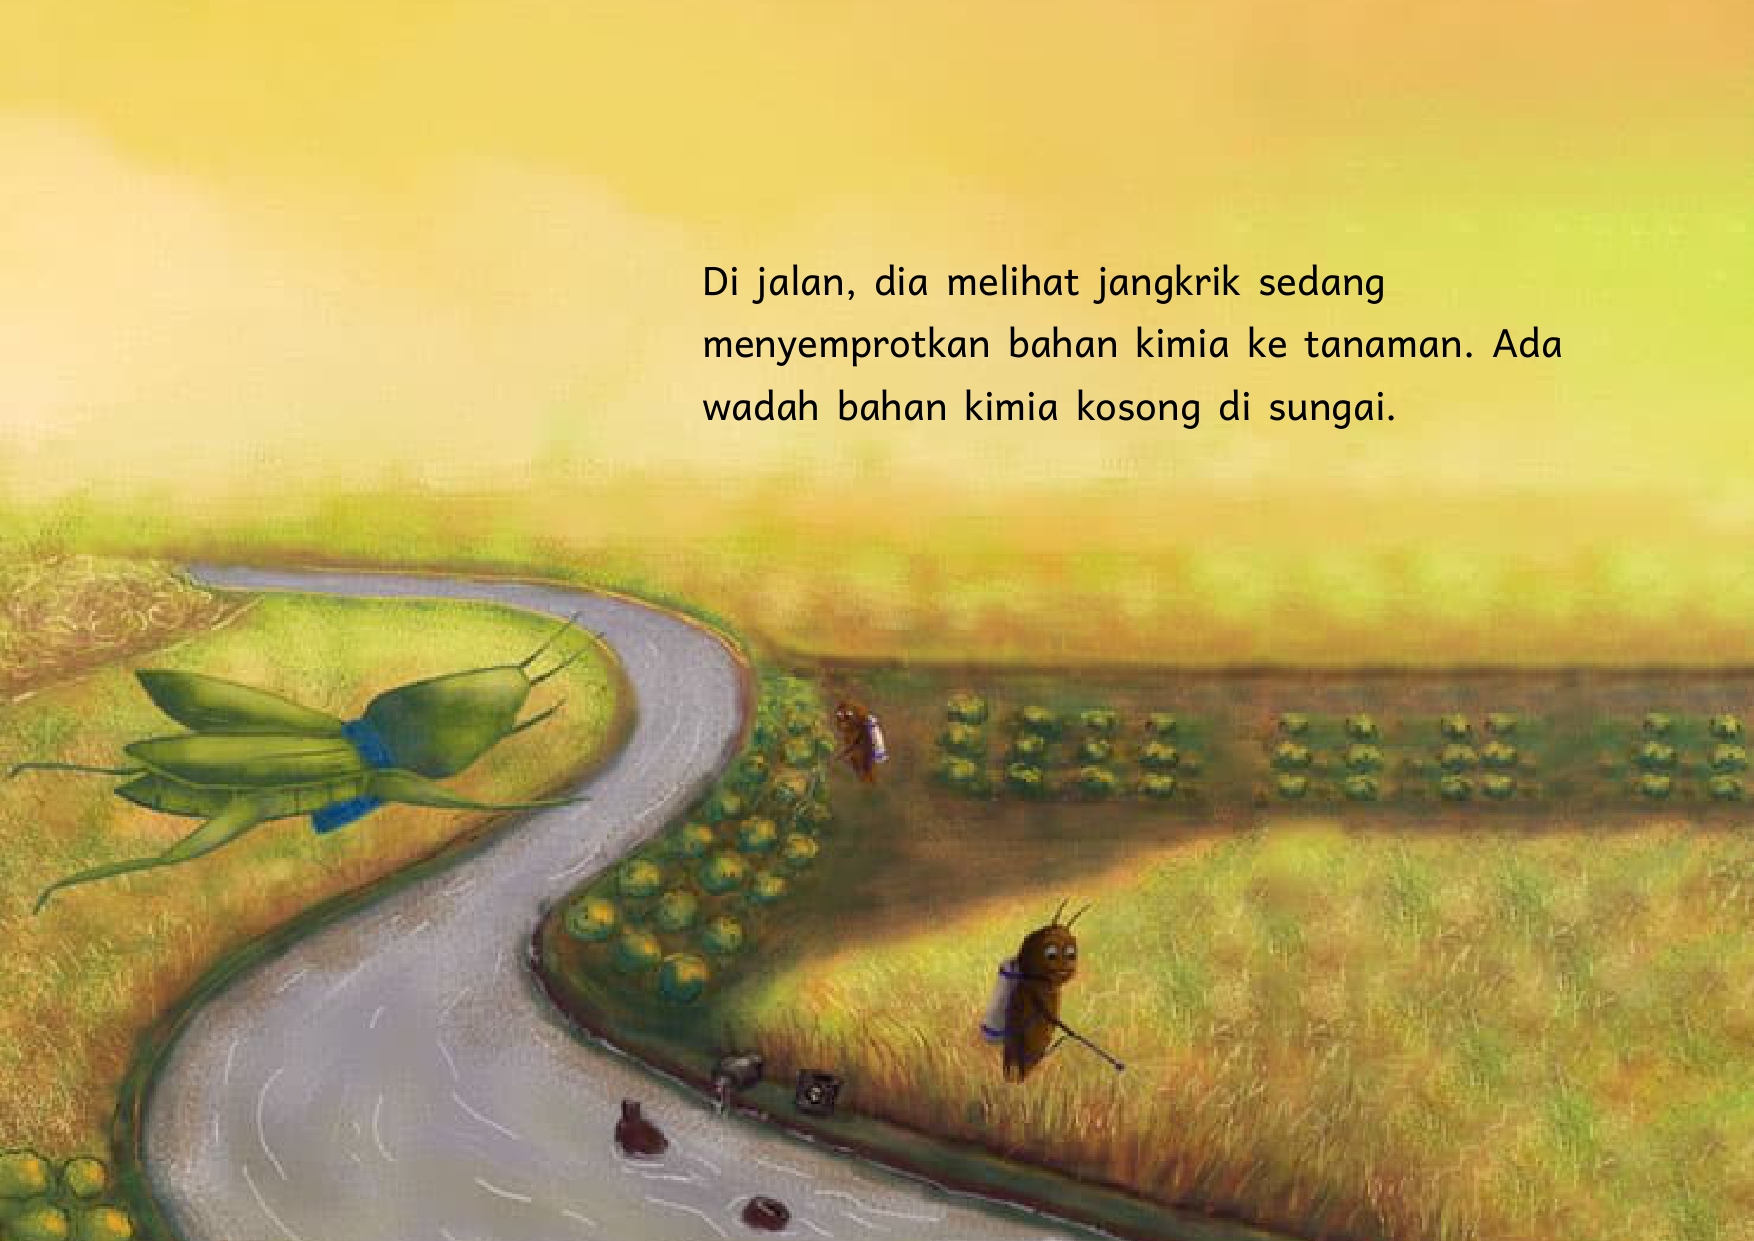 Di jalan, dia melihat jangkrik sedang
menyemprotkan bahan kimia ke tanaman. Ada
wadah bahan kimia kosong di sungai.